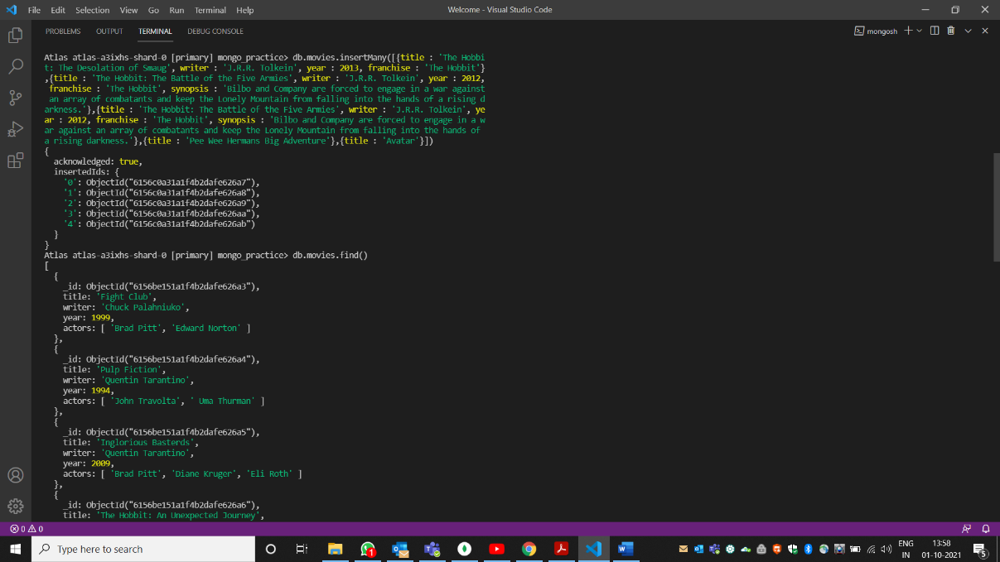 File Edit Selection View Go Run Terminal Help
Welcome - Visual Studio Code
PROBLEMS OUTPUT TERMINAL DEBUG CONSOLE
mongosh
Atlas atlas-a3ixhs-shard-0 [primary] mongo_practice> db.movies.insertMany([{title : 'The Hobbi
t: The Desolation of Smaug', writer : 'J.R.R. Tolkein', year : 2013, franchise : 'The Hobbit'}
,{title : 'The Hobbit: The Battle of the Five Armies', writer : 'J.R.R. Tolkein', year : 2012,
franchise : 'The Hobbit', synopsis : 'Bilbo and Company are forced to engage in a war against
an array of combatants and keep the Lonely Mountain from falling into the hands of a rising d
arkness.'},{title : 'The Hobbit: The Battle of the Five Armies', writer : 'J.R.R. Tolkein', ye
ar : 2012, franchise : 'The Hobbit', synopsis : 'Bilbo and Company are forced to engage in a w
ar against an array of combatants and keep the Lonely Mountain from falling into the hands of
a rising darkness.'},{title : 'Pee Wee Hermans Big Adventure'},{title : 'Avatar'}])
{
acknowledged: true,
insertedIds: {
'0': ObjectId("6156c0a31a1f4b2dafe626a7"),
'1': ObjectId("6156c0a31a1f4b2dafe626a8"),
'2': ObjectId("6156c0a31a1f4b2dafe626a9"),
'3': ObjectId("6156c0a31a1f4b2dafe626aa"),
'4': ObjectId("6156c0a31a1f4b2dafe626ab")
}
}
Atlas atlas-a3ixhs-shard-0 [primary] mongo_practice> db.movies.find()
[
{
_id: ObjectId("6156be151a1f4b2dafe626a3"),
title: 'Fight Club',
writer: 'Chuck Palahniuko',
year: 1999,
actors: [ 'Brad Pitt', 'Edward Norton' ]
},
{
_id: ObjectId("6156be151a1f4b2dafe626a4"),
title: 'Pulp Fiction',
writer: 'Quentin Tarantino',
year: 1994,
actors: [ 'John Travolta', ' Uma Thurman' ]
},
{
_id: ObjectId("6156be151a1f4b2dafe626a5"),
title: 'Inglorious Basterds',
writer: 'Quentin Tarantino',
year: 2009,
actors: [ 'Brad Pitt', 'Diane Kruger', 'Eli Roth' ]
},
{
_id: ObjectId("6156be151a1f4b2dafe626a6"),
title: 'The Hobbit: An Unexpected Journey',
0 0
Type here to search
1
ENG
IN
13:58
01-10-2021
5